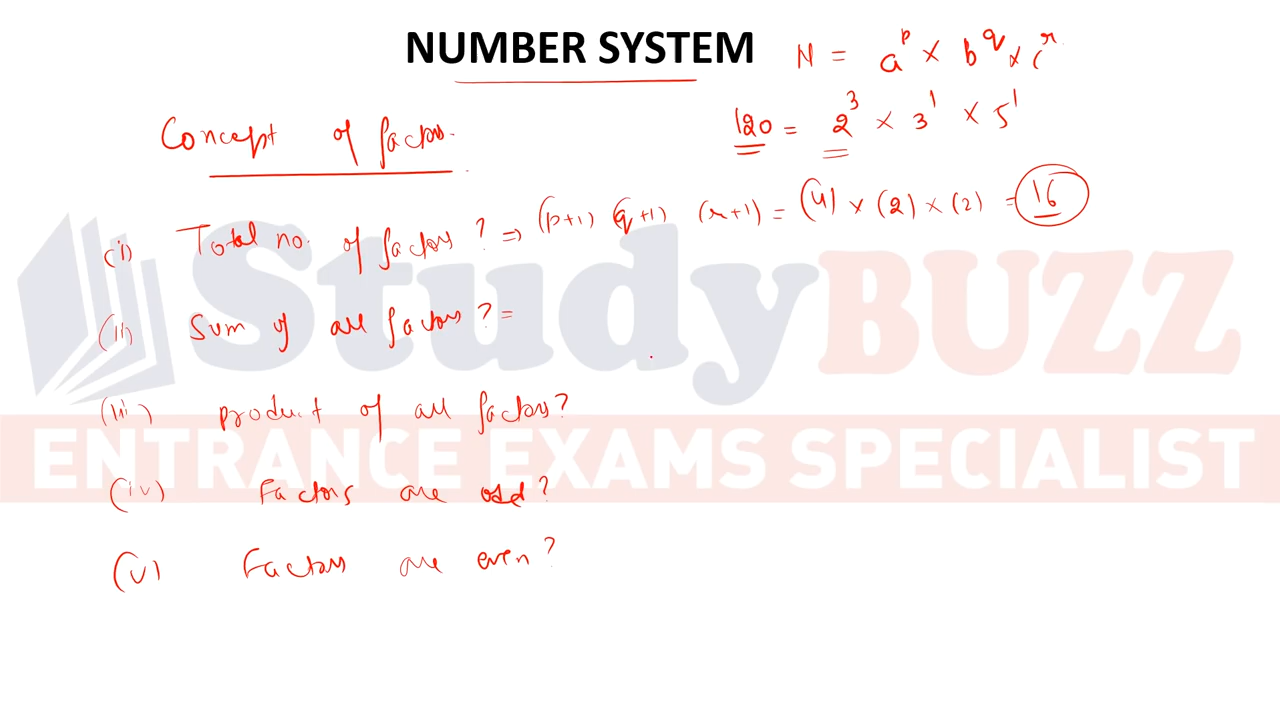 NUMBER SYSTEM
N = a^p × b^q × c^r
120 = 2^3 × 3^1 × 5^1
Concept of factors.
(i) Total no. of factors? => (p+1) (q+1) (r+1) = (4) × (2) × (2) = 16
(ii) Sum of all factors? =
(iii) product of all factors?
(iv) Factors are odd?
(v) Factors are even?
StudyBUZZ
ENTRANCE EXAMS SPECIALIST